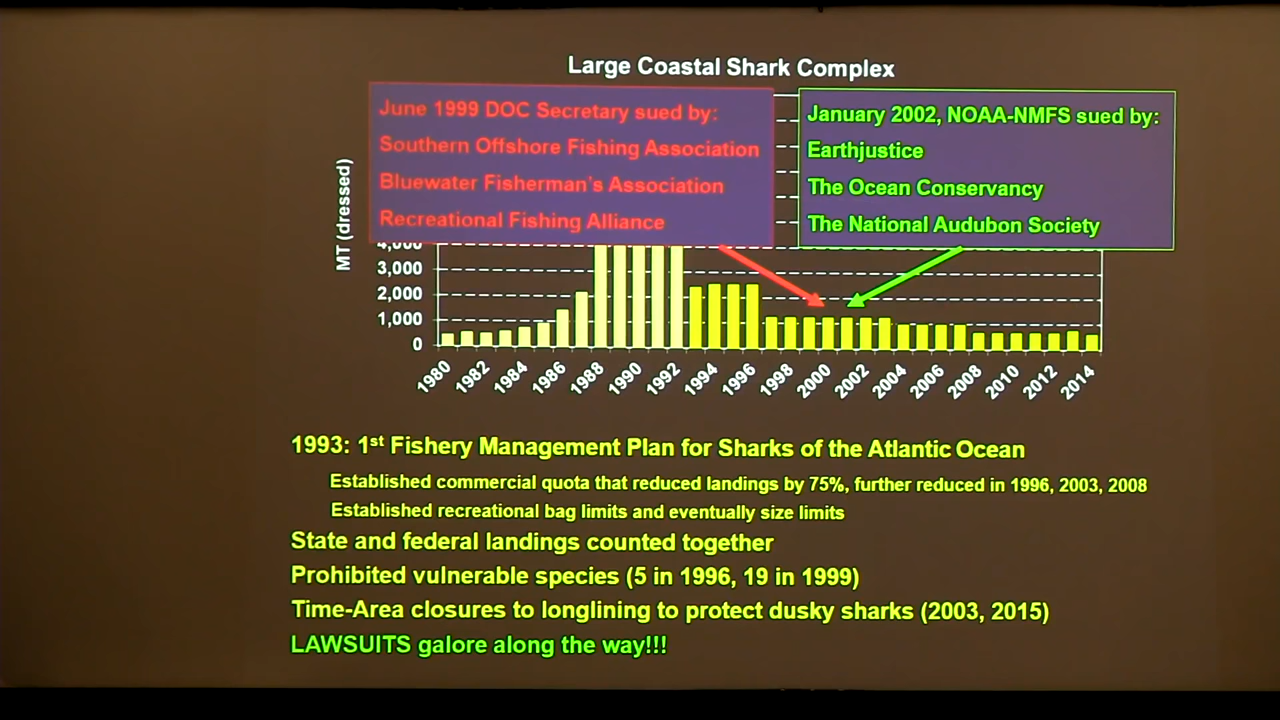 Large Coastal Shark Complex
June 1999 DOC Secretary sued by:
Southern Offshore Fishing Association
Bluewater Fisherman's Association
Recreational Fishing Alliance
January 2002, NOAA-NMFS sued by:
Earthjustice
The Ocean Conservancy
The National Audubon Society
MT (dressed)
4,000
3,000
2,000
1,000
0
1980 1982 1984 1986 1988 1990 1992 1994 1996 1998 2000 2002 2004 2006 2008 2010 2012 2014
1993: 1st Fishery Management Plan for Sharks of the Atlantic Ocean
Established commercial quota that reduced landings by 75%, further reduced in 1996, 2003, 2008
Established recreational bag limits and eventually size limits
State and federal landings counted together
Prohibited vulnerable species (5 in 1996, 19 in 1999)
Time-Area closures to longlining to protect dusky sharks (2003, 2015)
LAWSUITS galore along the way!!!